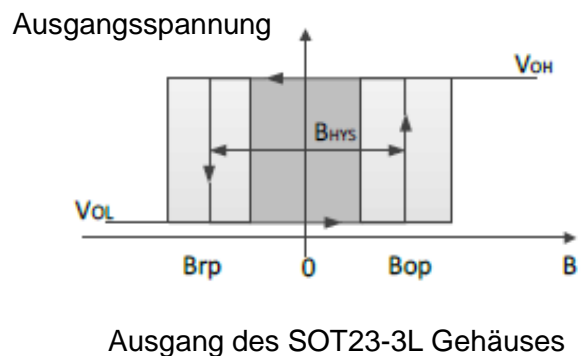 Ausgangsspannung
VOH
BHYS
VOL
Brp 0 Bop B
Ausgang des SOT23-3L Gehäuses